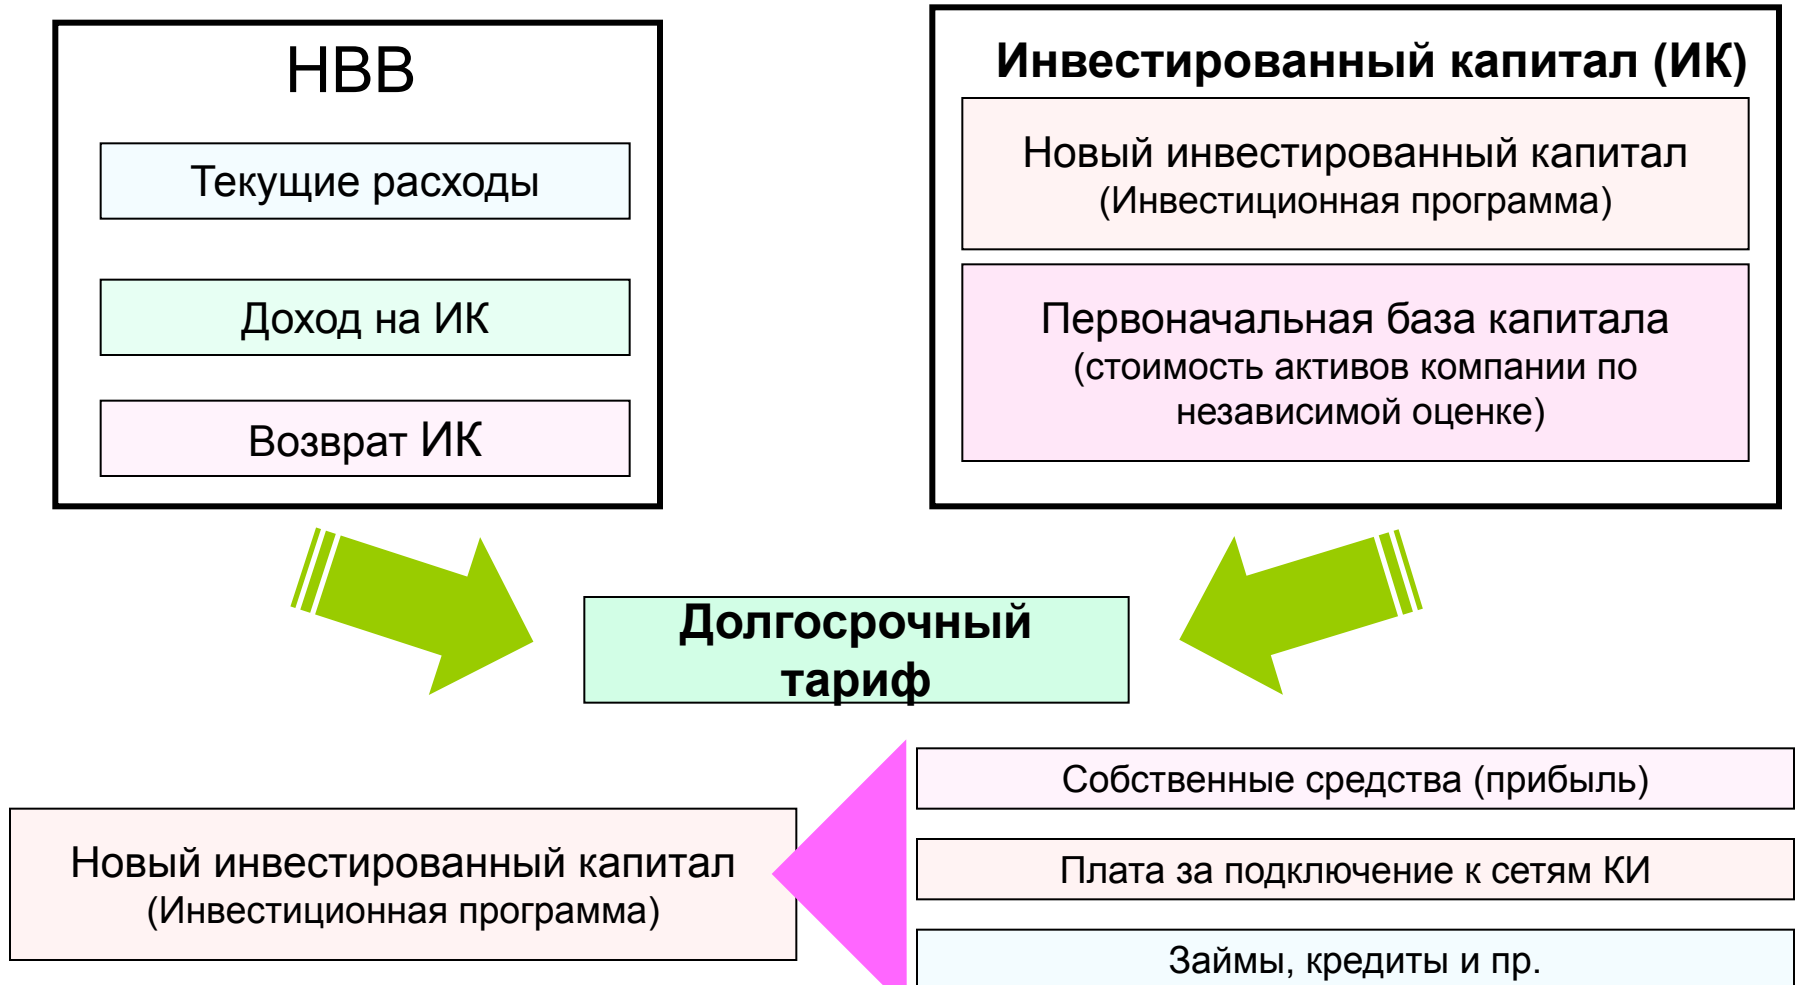 НВВ
Текущие расходы
Доход на ИК
Возврат ИК
Инвестированный капитал (ИК)
Новый инвестированный капитал
(Инвестиционная программа)
Первоначальная база капитала
(стоимость активов компании по
независимой оценке)
Долгосрочный
тариф
Новый инвестированный капитал
(Инвестиционная программа)
Собственные средства (прибыль)
Плата за подключение к сетям КИ
Займы, кредиты и пр.